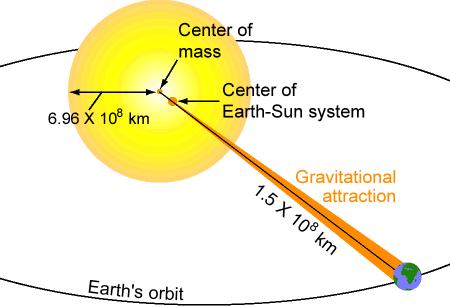 Center of
mass
Center of
Earth-Sun system
6.96 X 10⁸ km
Gravitational
attraction
1.5 X 10⁸ km
Earth's orbit